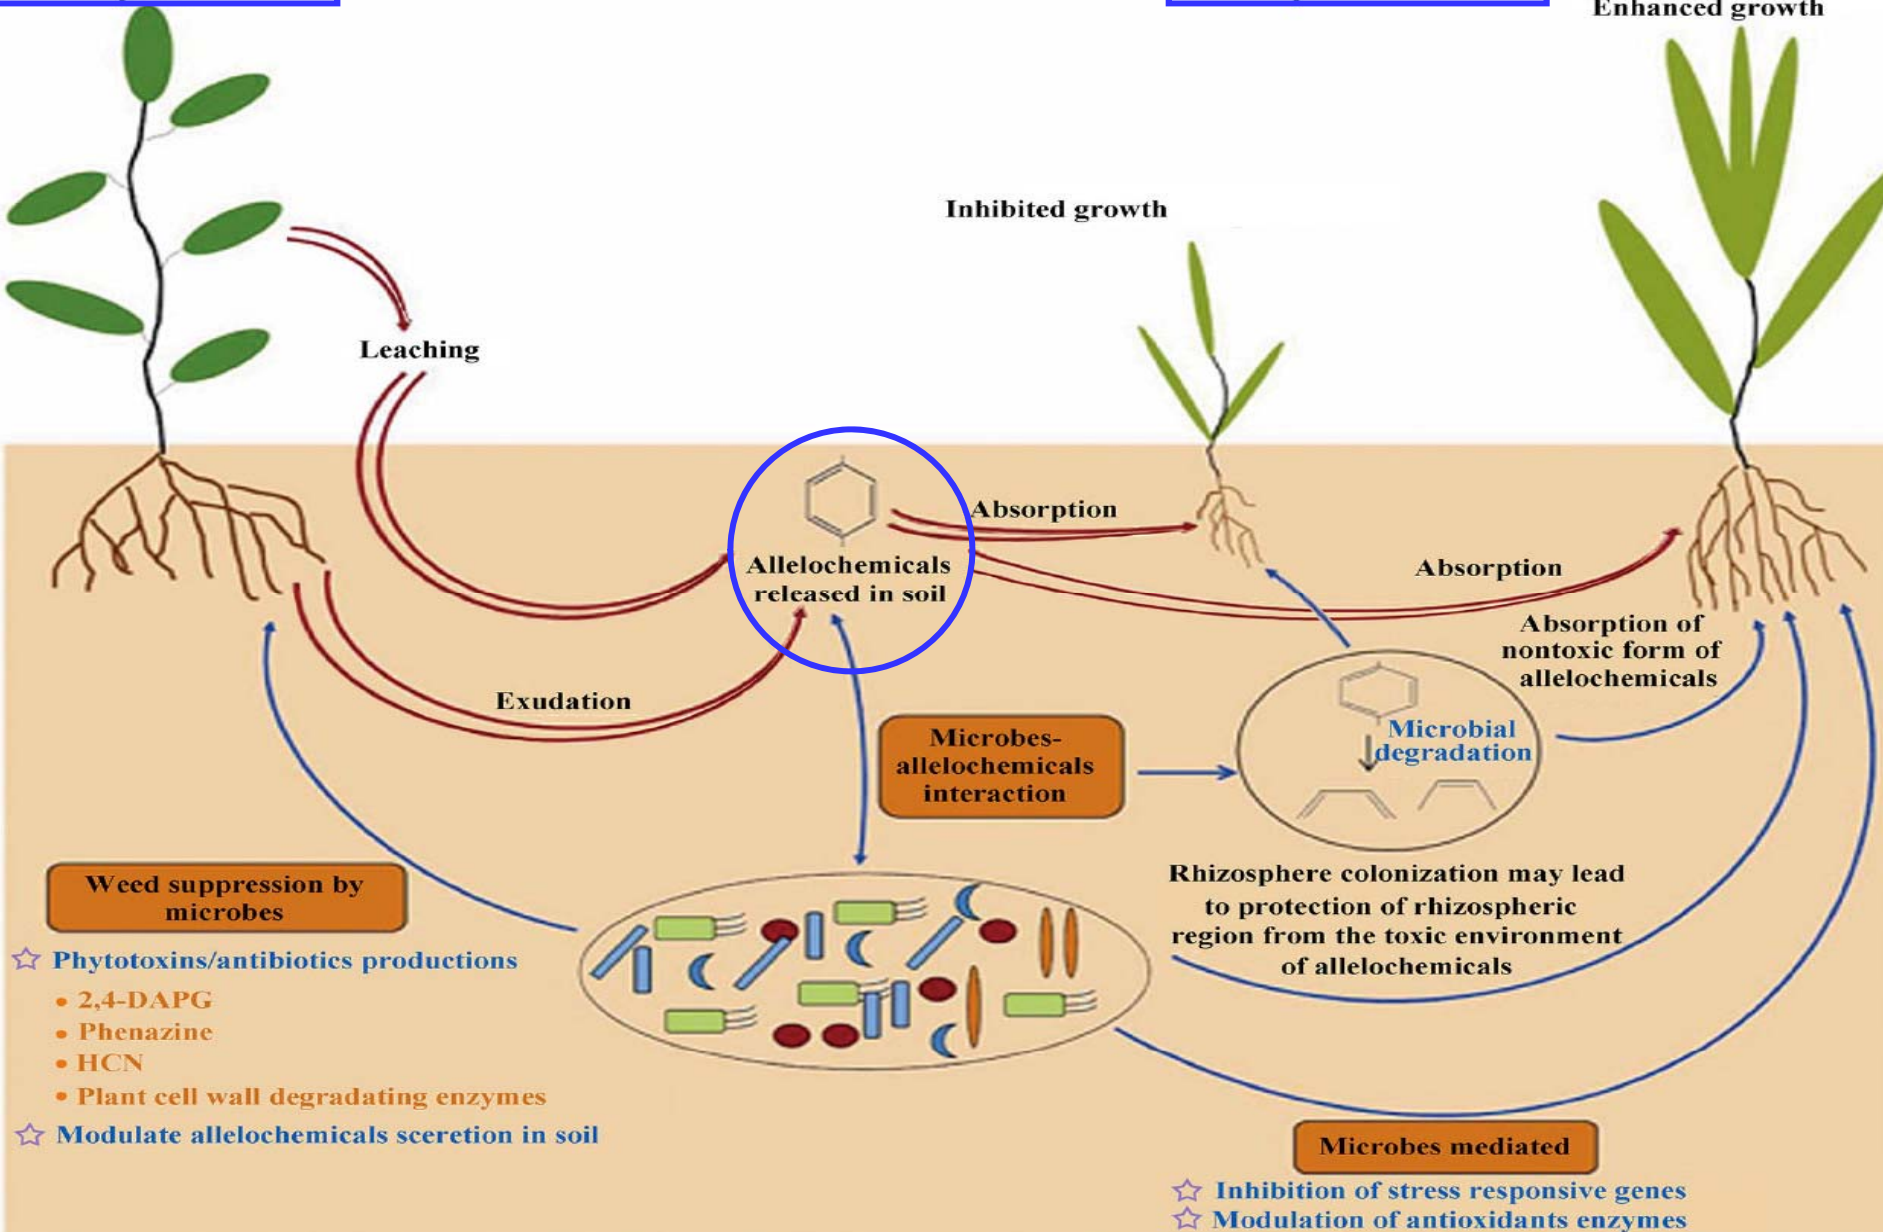 Enhanced growth
Inhibited growth
Leaching
Absorption
Allelochemicals
released in soil
Absorption
Absorption of
nontoxic form of
allelochemicals
Exudation
Microbes-
allelochemicals
interaction
Microbial
degradation
Rhizosphere colonization may lead
to protection of rhizospheric
region from the toxic environment
of allelochemicals
Weed suppression by
microbes
Phytotoxins/antibiotics productions
• 2,4-DAPG
• Phenazine
• HCN
• Plant cell wall degradating enzymes
Modulate allelochemicals sceretion in soil
Microbes mediated
Inhibition of stress responsive genes
Modulation of antioxidants enzymes